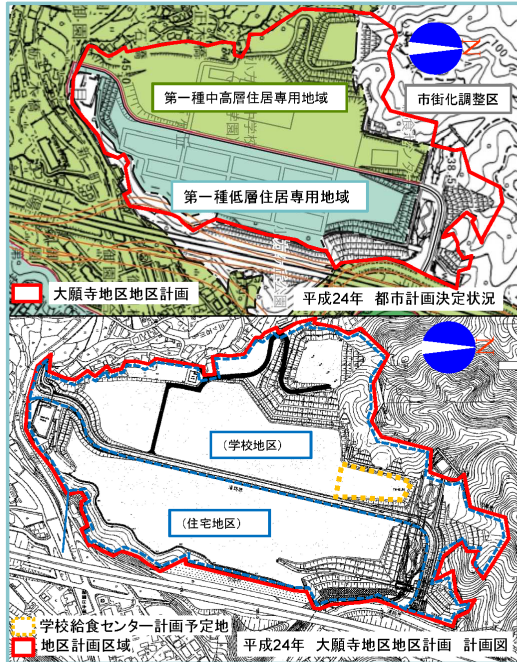 第一種中高層住居専用地域
市街化調整区
第一種低層住居専用地域
大願寺地区地区計画
平成24年 都市計画決定状況
(学校地区)
(住宅地区)
学校給食センター計画予定地
地区計画区域
平成24年 大願寺地区地区計画 計画図